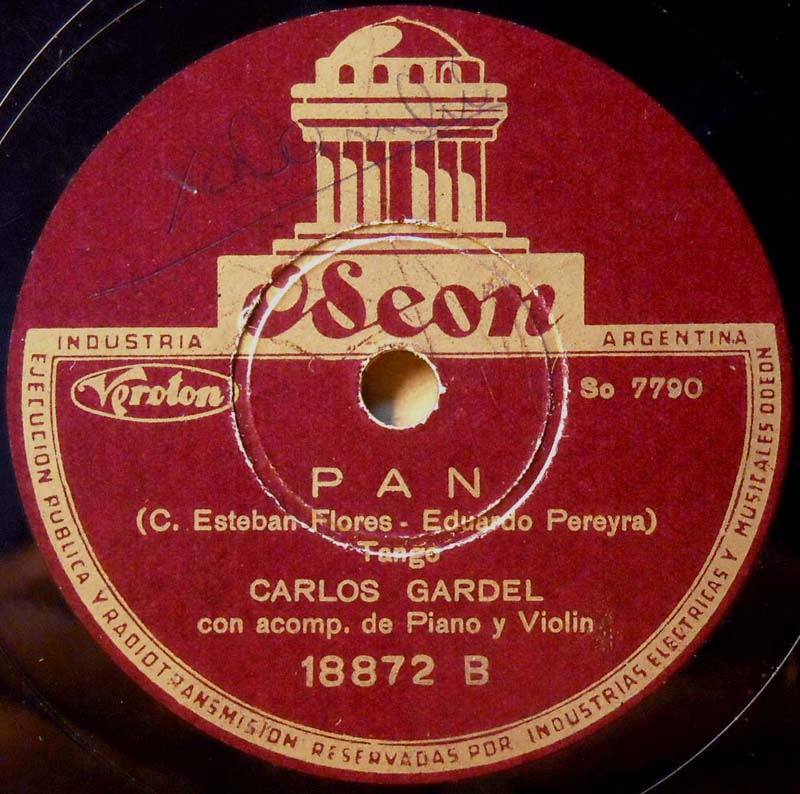 Odeon
INDUSTRIA ARGENTINA
Veroton
So 7790
PAN
(C. Esteban Flores - Eduardo Pereyra)
Tango
CARLOS GARDEL
con acomp. de Piano y Violin
18872 B
EJECUCION PUBLICA Y RADIOTRANSMISIÓN RESERVADAS POR INDUSTRIAS ELECTRICAS Y MUSICALES ODEON